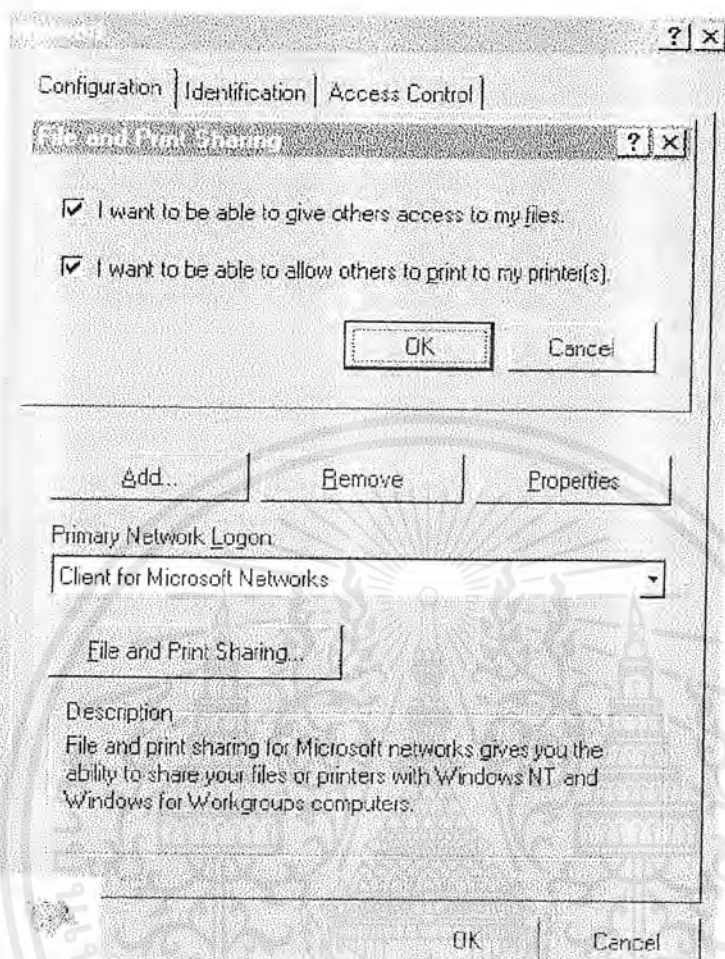 Configuration Identification Access Control
File and Print Sharing
I want to be able to give others access to my files.
I want to be able to allow others to print to my printer(s).
OK Cancel
Add... Remove Properties
Primary Network Logon
Client for Microsoft Networks
File and Print Sharing...
Description
File and print sharing for Microsoft networks gives you the
ability to share your files or printers with Windows NT and
Windows for Workgroups computers.
OK Cancel